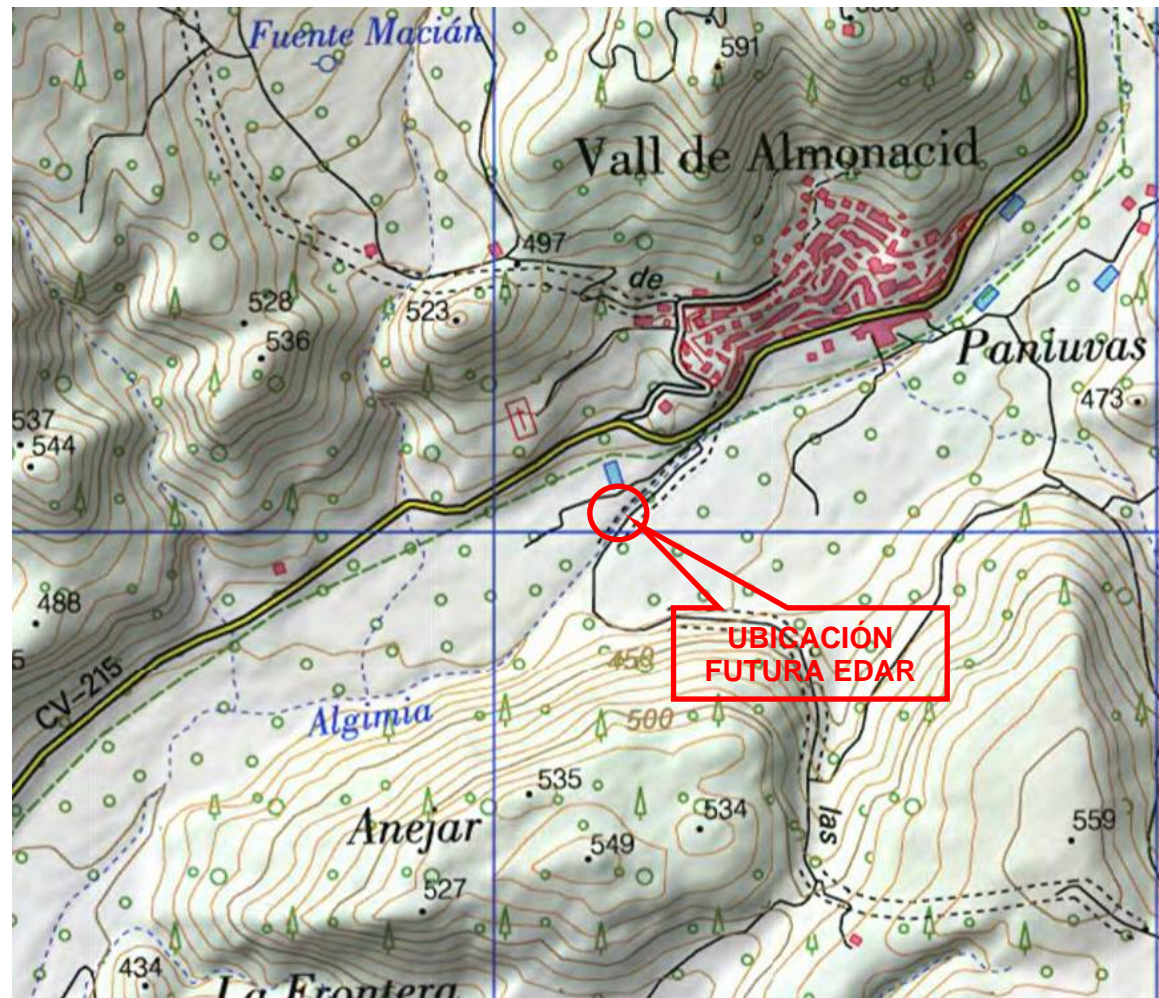 Fuente Macián
591
Vall de Almonacid
497
de
528
523
536
Paniuvas
473
537
544
488
CV-215
UBICACIÓN
FUTURA EDAR
450
Algimia
500
535
534
Anejar
549
las
559
527
434
La Frontera